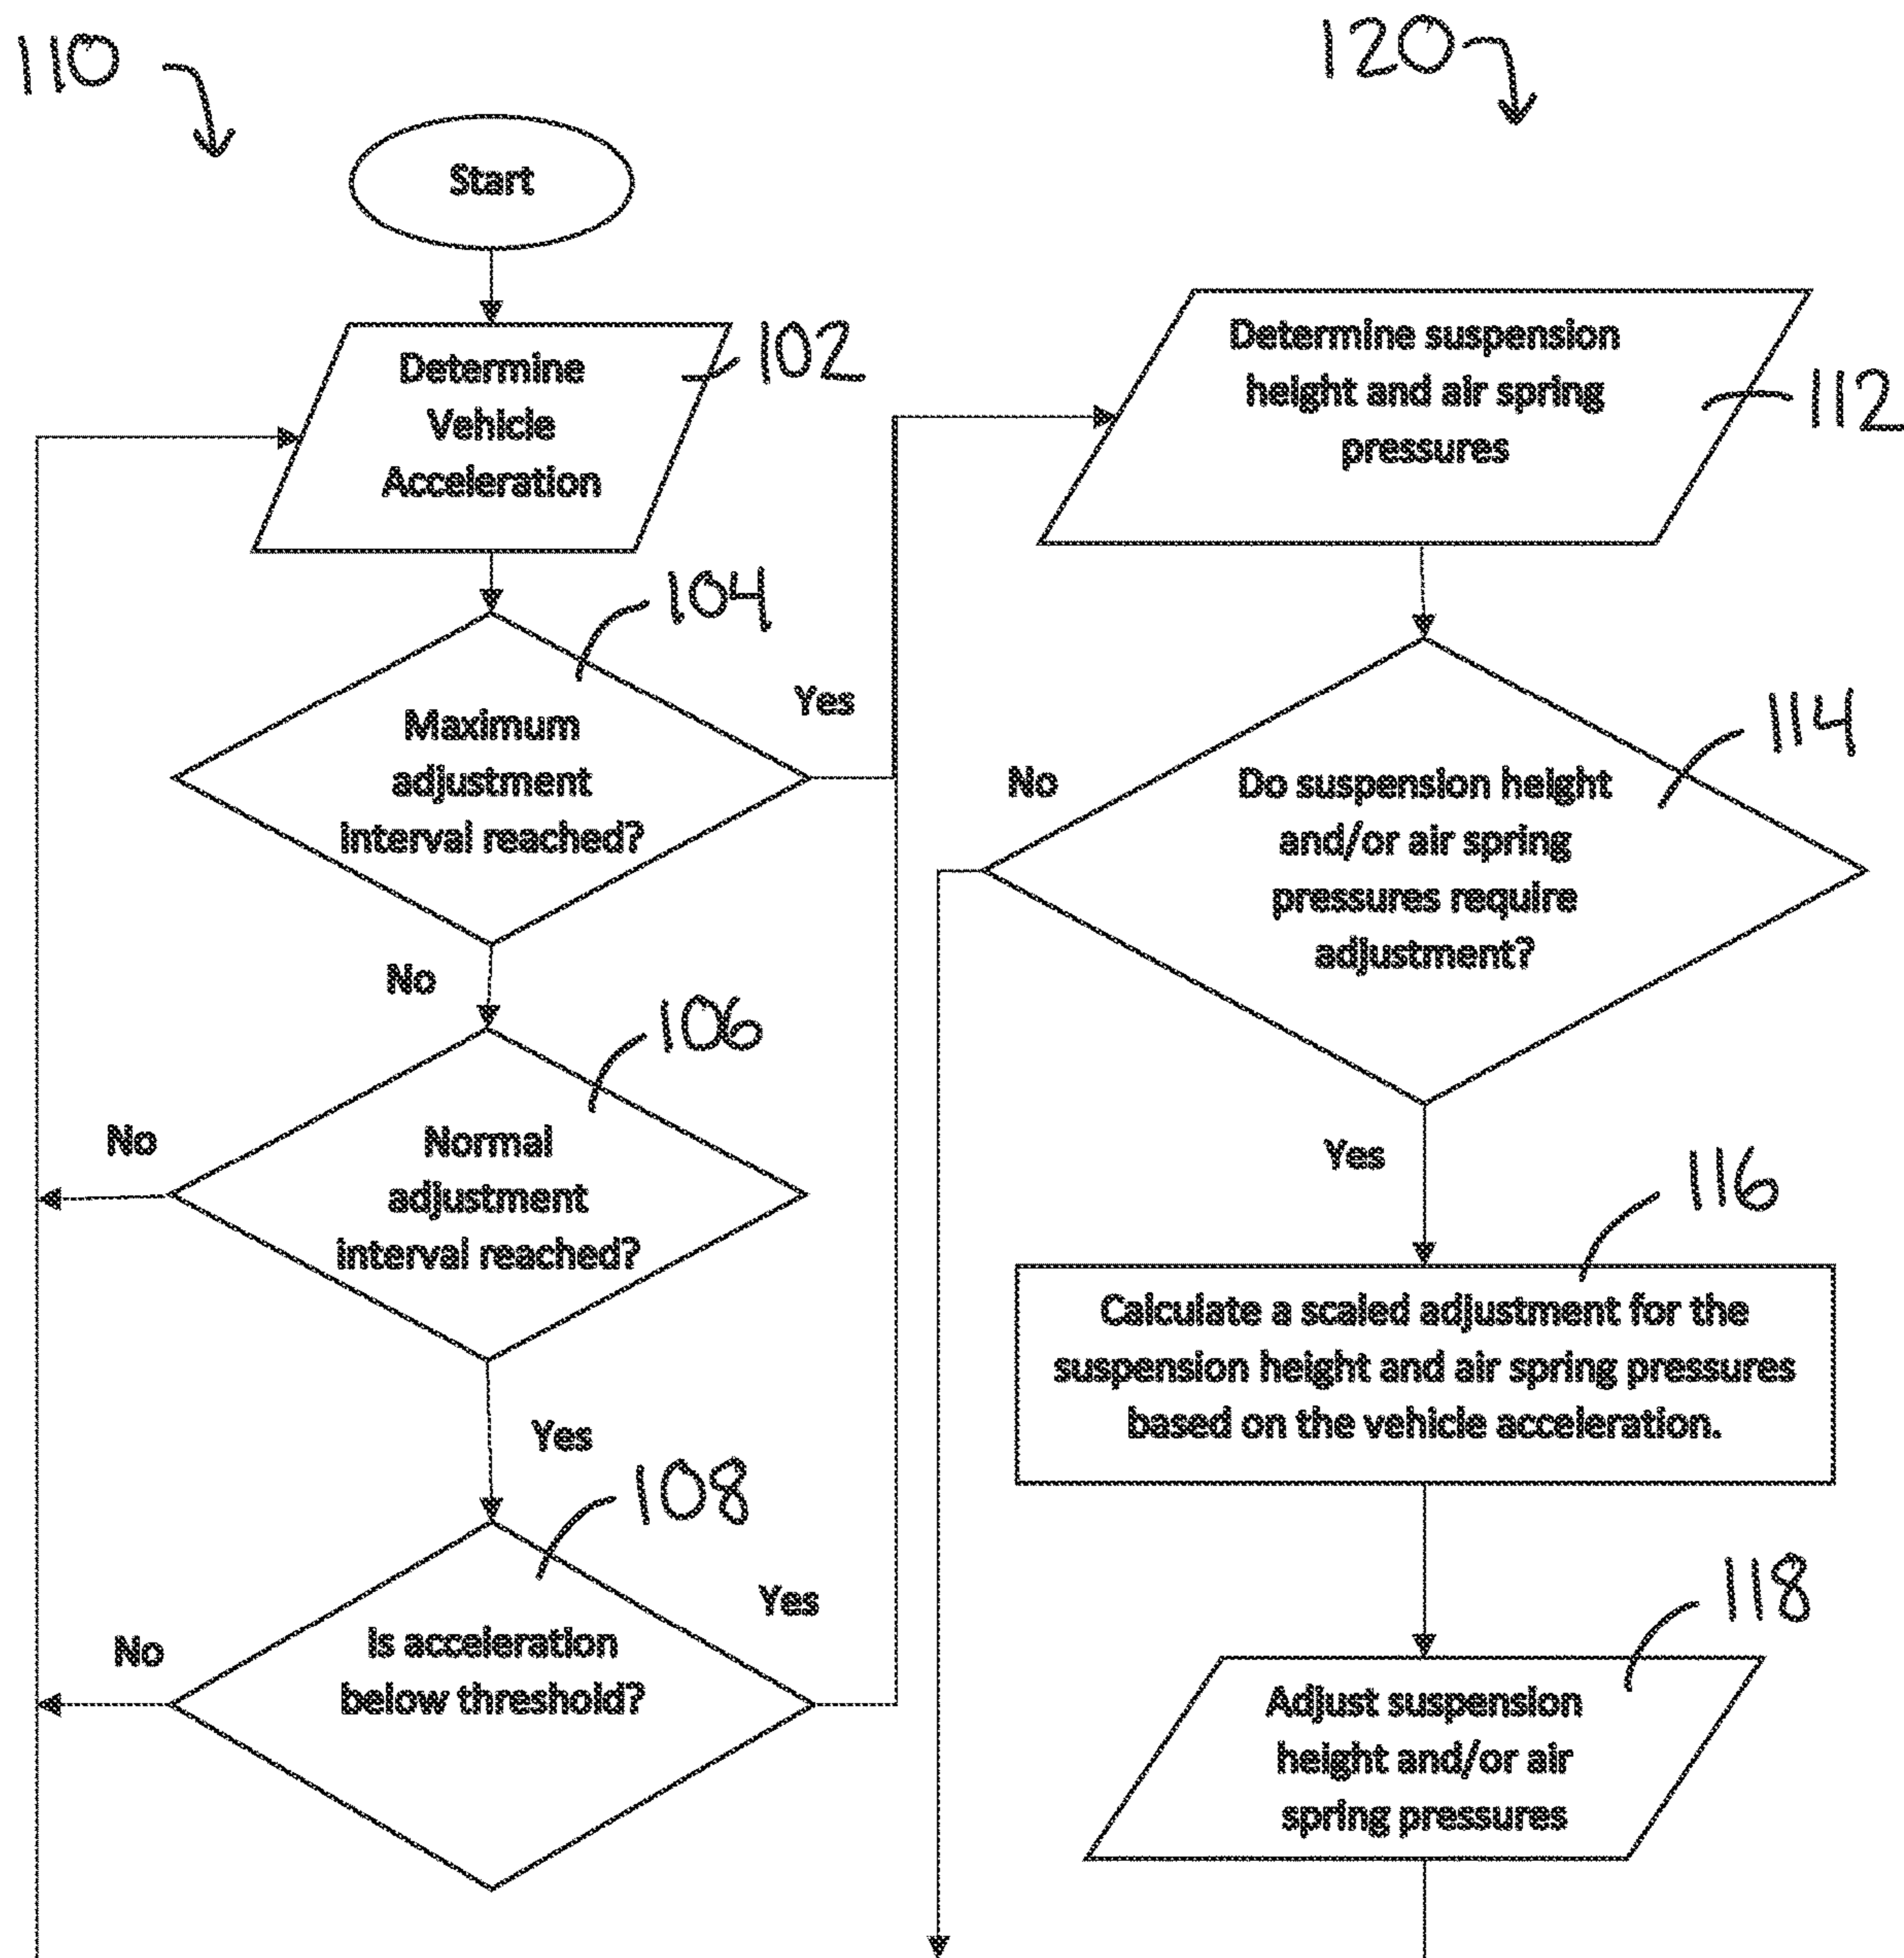 110
120
Start
Determine
Vehicle
Acceleration
102
Maximum
adjustment
interval reached?
104
Yes
No
Normal
adjustment
interval reached?
106
No
Yes
Is acceleration
below threshold?
108
No
Yes
Determine suspension
height and air spring
pressures
112
Do suspension height
and/or air spring
pressures require
adjustment?
114
No
Yes
Calculate a scaled adjustment for the
suspension height and air spring pressures
based on the vehicle acceleration.
116
Adjust suspension
height and/or air
spring pressures
118